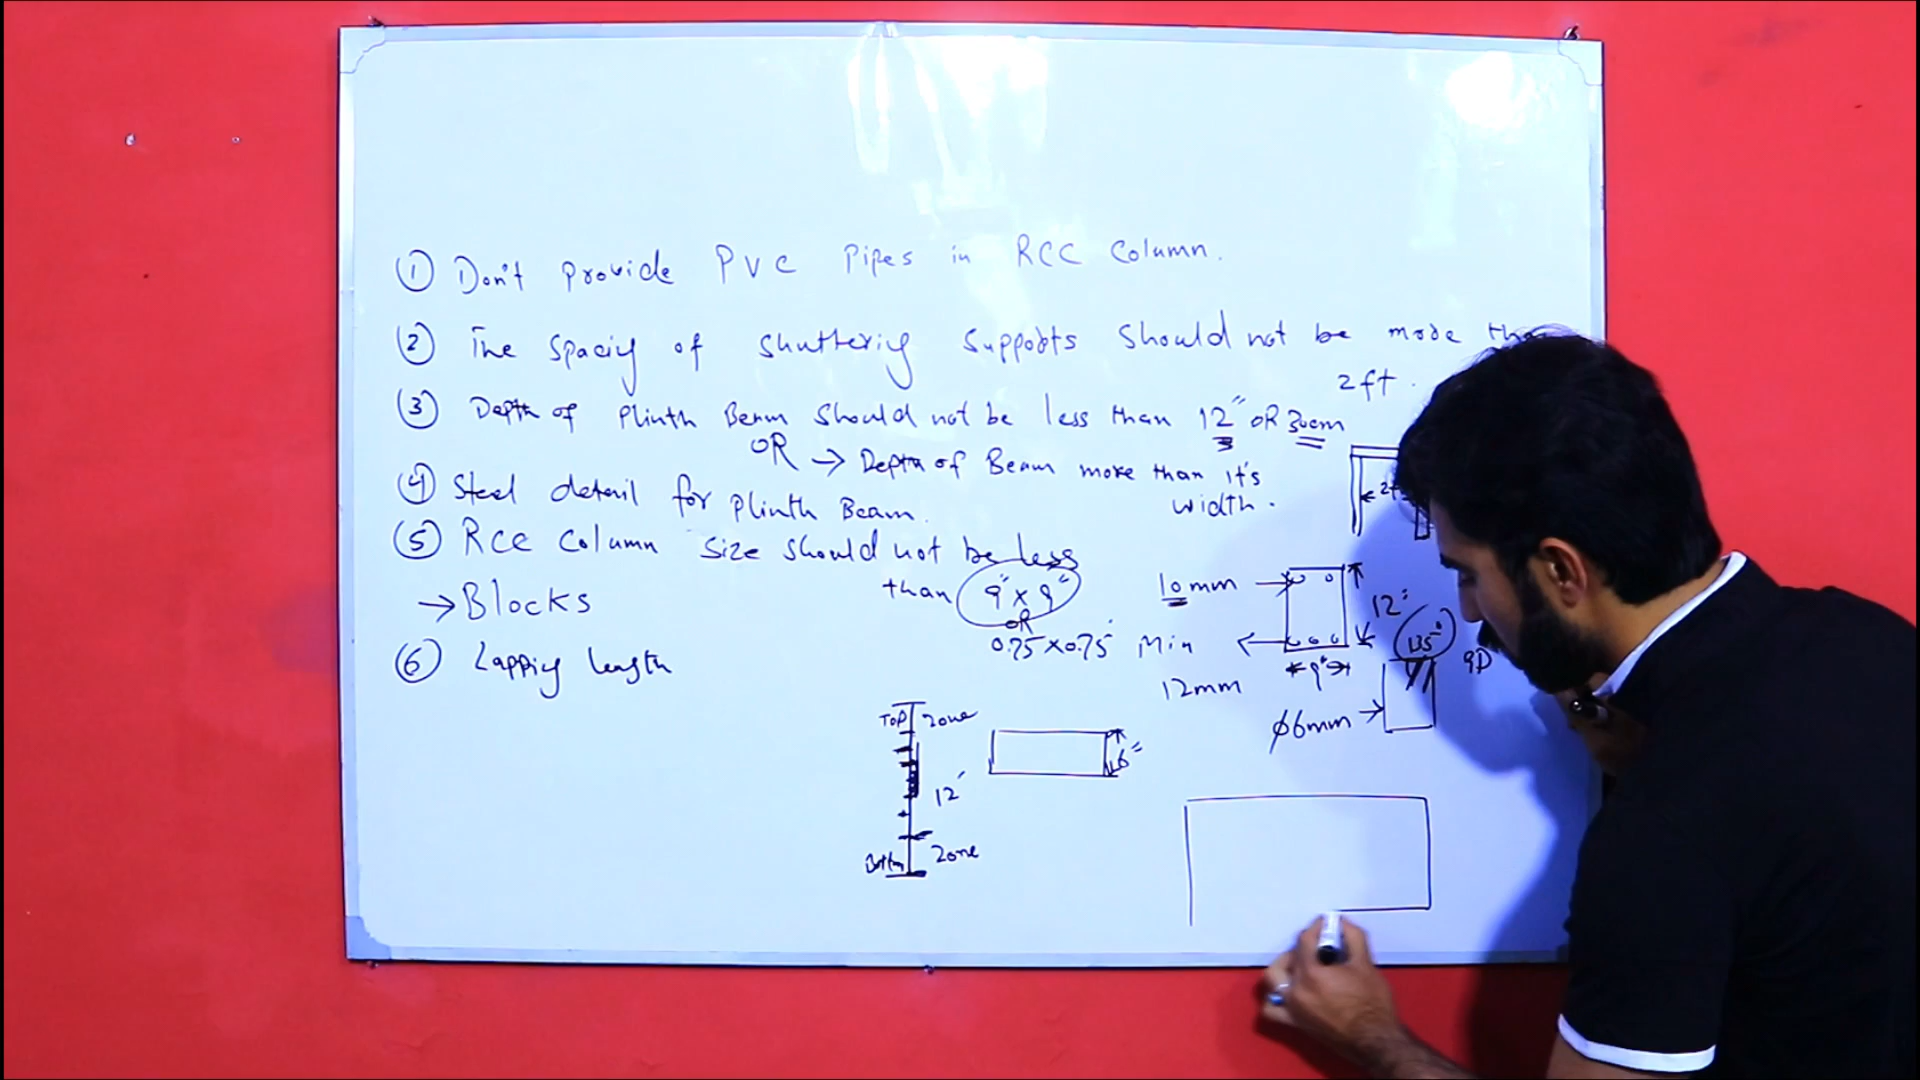 ① Don't provide PVC Pipes in RCC Column.
② The spacing of shuttering supports should not be more
2ft.
③ Depth of Plinth Beam should not be less than 12" OR 30cm
OR → Depth of Beam more than it's
width.
④ Steel detail for Plinth Beam.
⑤ RCC Column size should not be less
than 9" x 9"
OR
0.75 x 0.75'
→ Blocks
⑥ Lapping length
10mm
12"
Min
12mm
9"
135°
9D
ϕ6mm
Top Zone
12'
Bottom Zone
6"